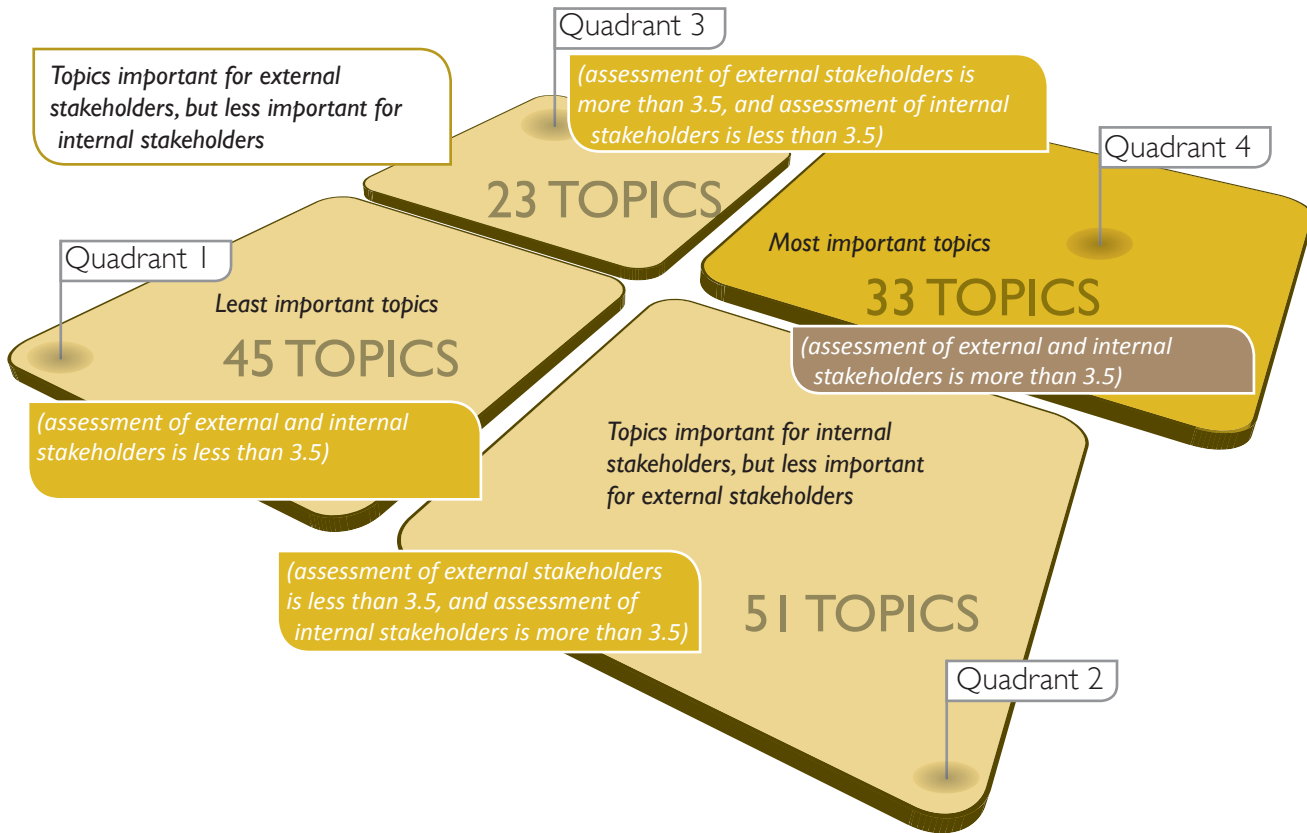 Quadrant 3
Topics important for external
stakeholders, but less important for
internal stakeholders
(assessment of external stakeholders is
more than 3.5, and assessment of internal
stakeholders is less than 3.5)
23 TOPICS
Quadrant 4
Most important topics
33 TOPICS
(assessment of external and internal
stakeholders is more than 3.5)
Quadrant 1
Least important topics
45 TOPICS
(assessment of external and internal
stakeholders is less than 3.5)
Topics important for internal
stakeholders, but less important
for external stakeholders
(assessment of external stakeholders
is less than 3.5, and assessment of
internal stakeholders is more than 3.5)
51 TOPICS
Quadrant 2